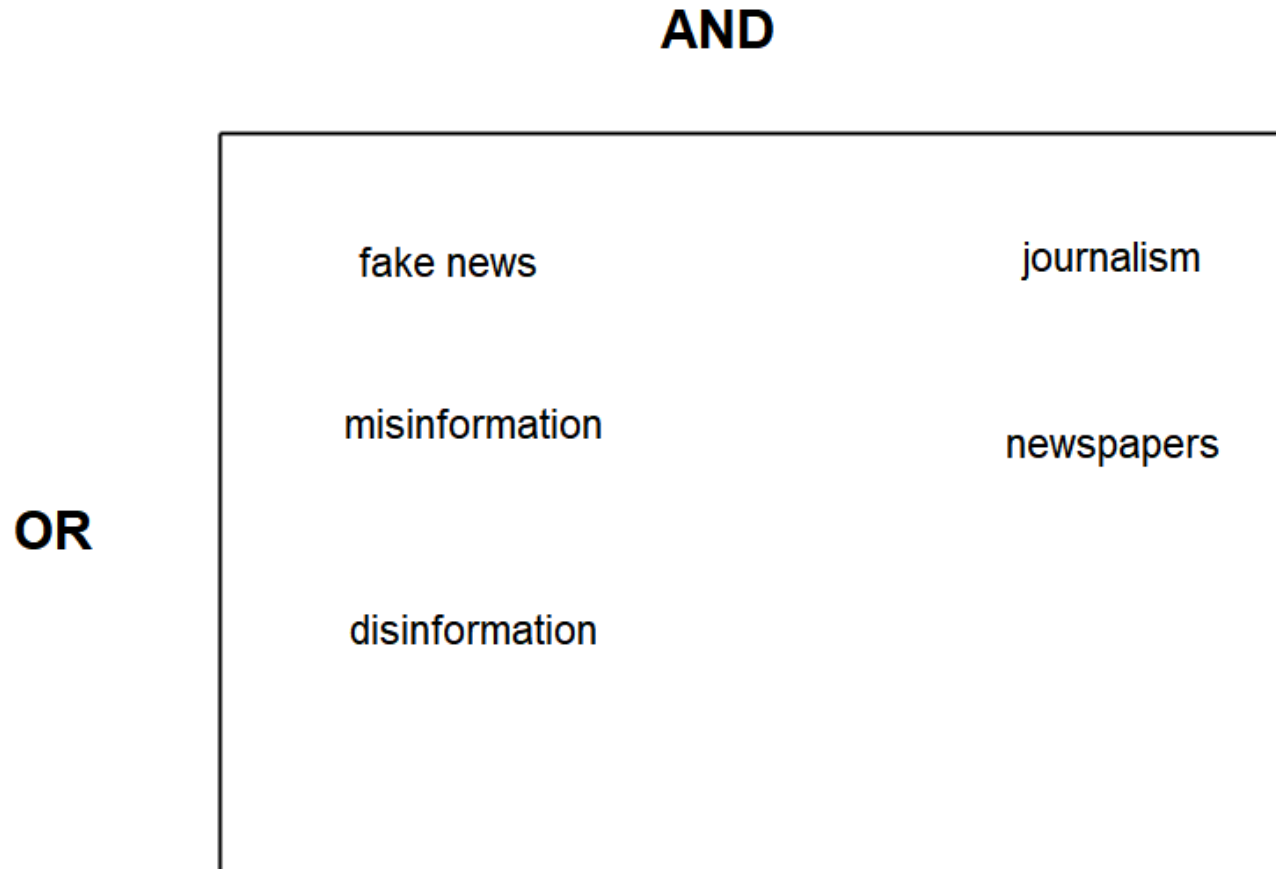 AND
fake news
journalism
misinformation
newspapers
OR
disinformation